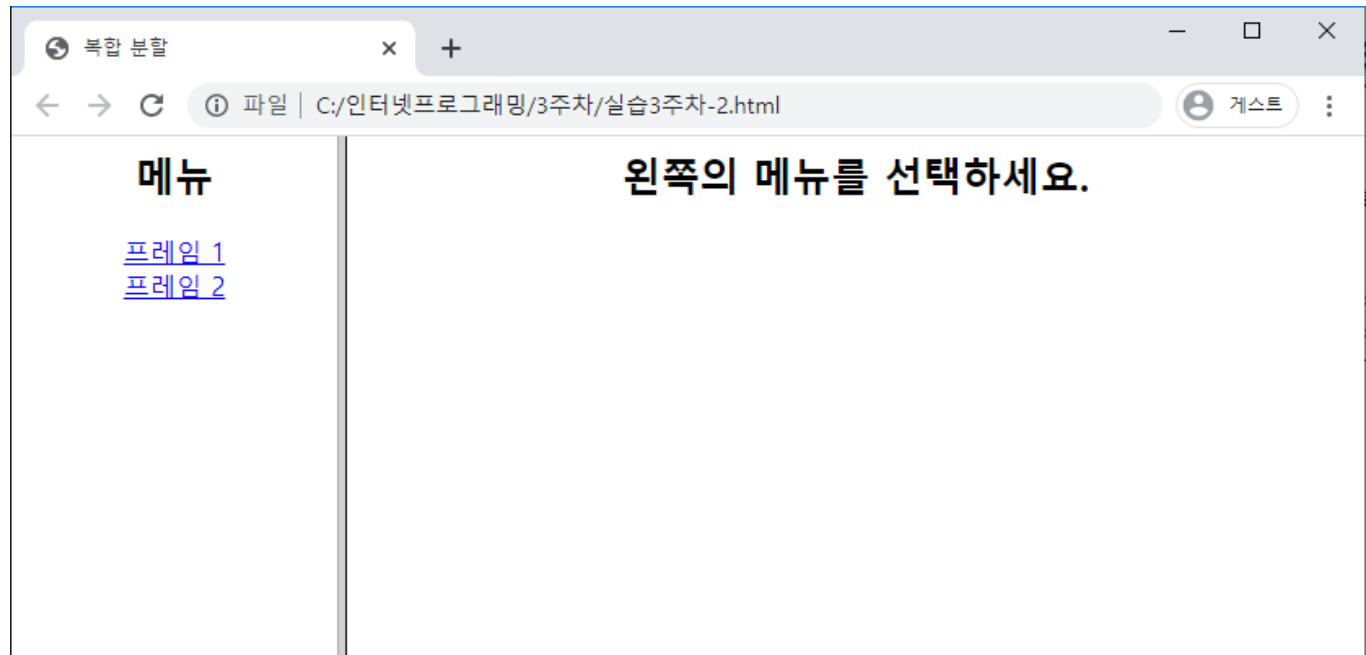 복합 분할
파일 | C:/인터넷프로그래밍/3주차/실습3주차-2.html
게스트
메뉴
프레임 1
프레임 2
왼쪽의 메뉴를 선택하세요.